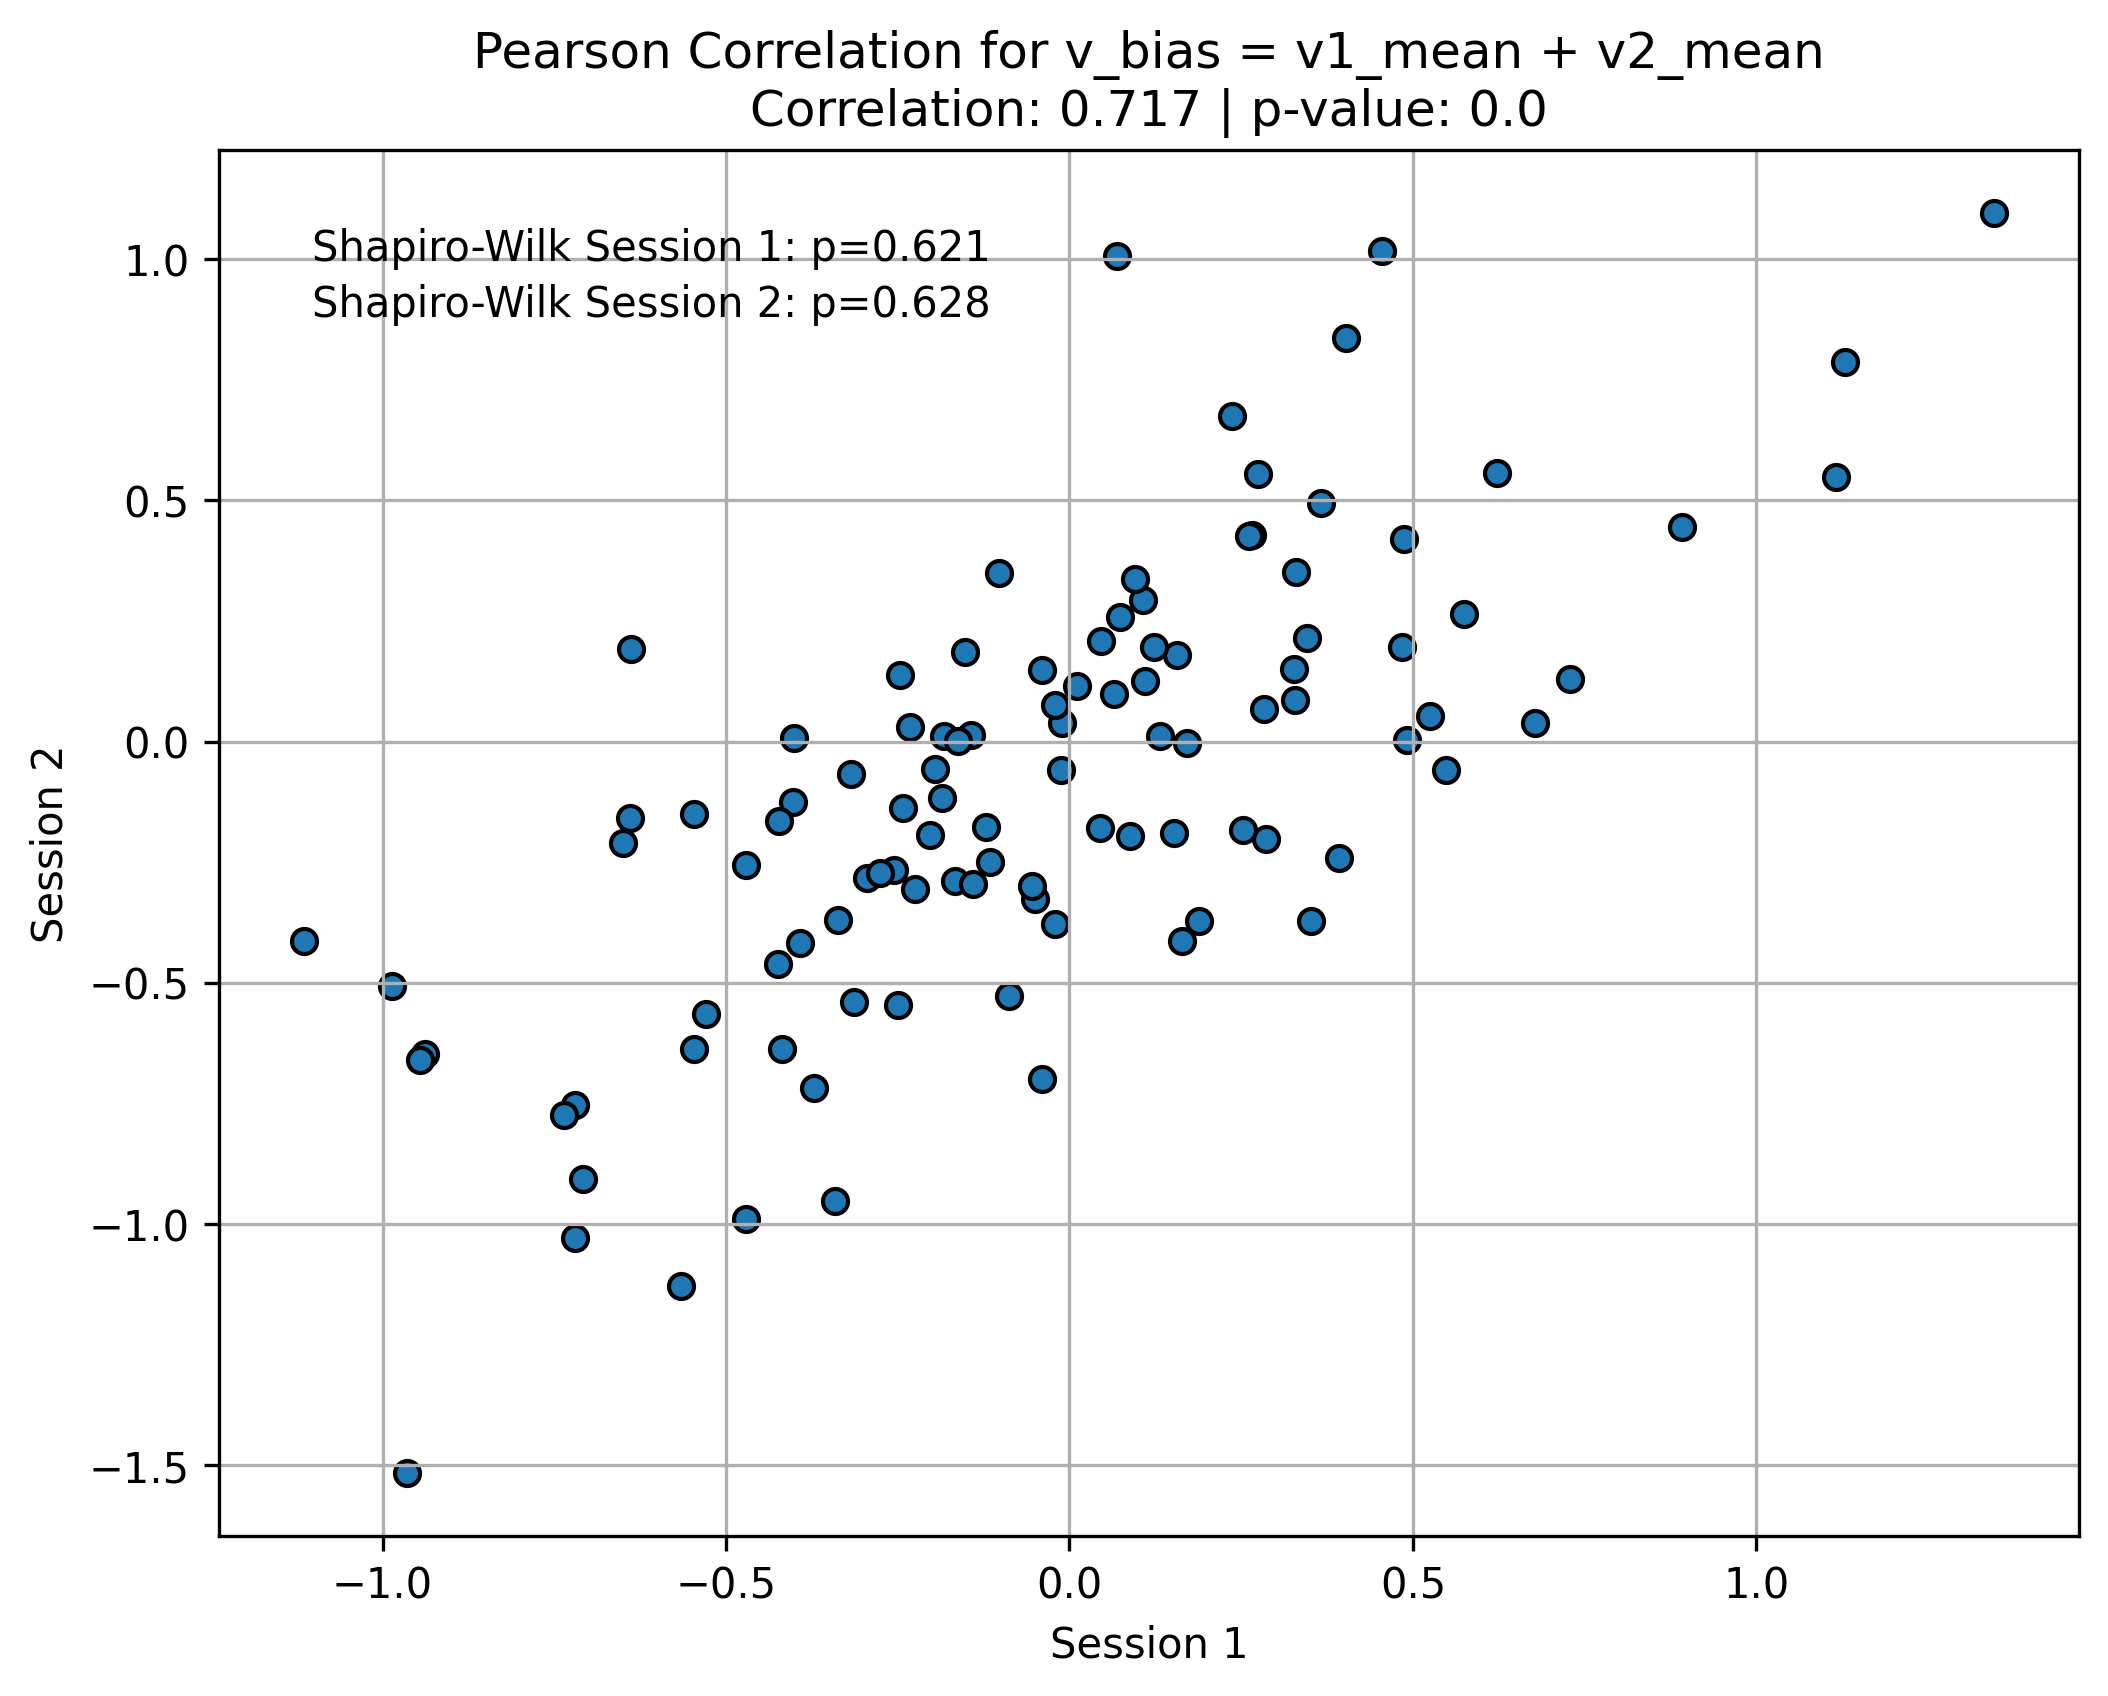 Pearson Correlation for v_bias = v1_mean + v2_mean
Correlation: 0.717 | p-value: 0.0
Shapiro-Wilk Session 1: p=0.621
Shapiro-Wilk Session 2: p=0.628
1.0
0.5
0.0
−0.5
−1.0
−1.5
Session 2
−1.0 −0.5 0.0 0.5 1.0
Session 1